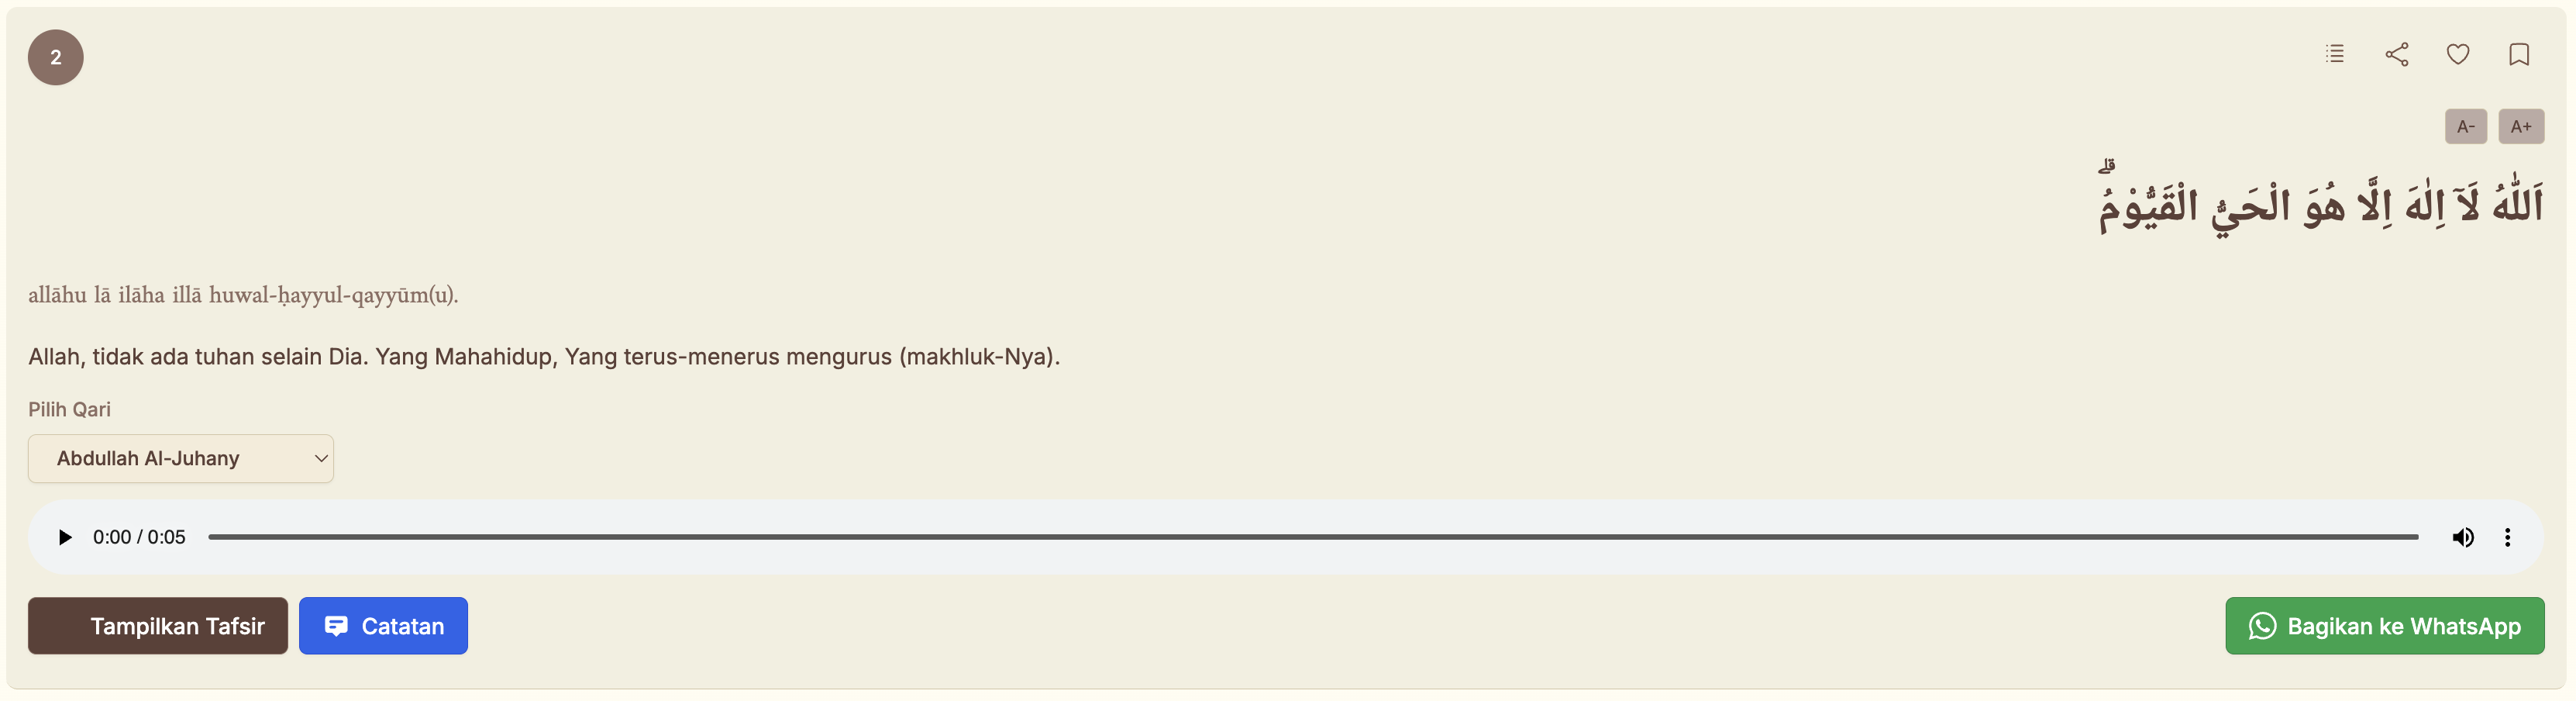 2
A- A+
اَللّٰهُ لَآ اِلٰهَ اِلَّا هُوَ الْحَيُّ الْقَيُّوْمُۗ
allāhu lā ilāha illā huwal-ḥayyul-qayyūm(u).
Allah, tidak ada tuhan selain Dia. Yang Mahahidup, Yang terus-menerus mengurus (makhluk-Nya).
Pilih Qari
Abdullah Al-Juhany
0:00 / 0:05
Tampilkan Tafsir Catatan Bagikan ke WhatsApp